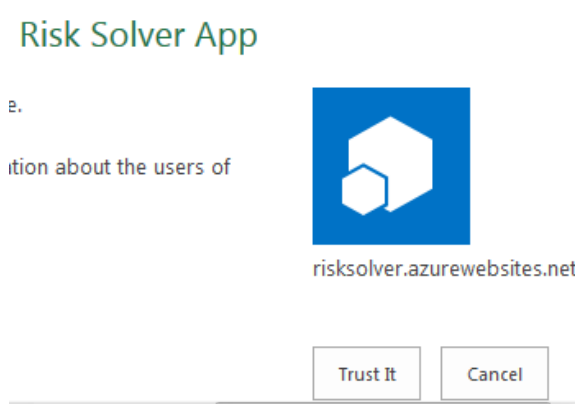 Risk Solver App
e.
ation about the users of
risksolver.azurewebsites.net
Trust It
Cancel